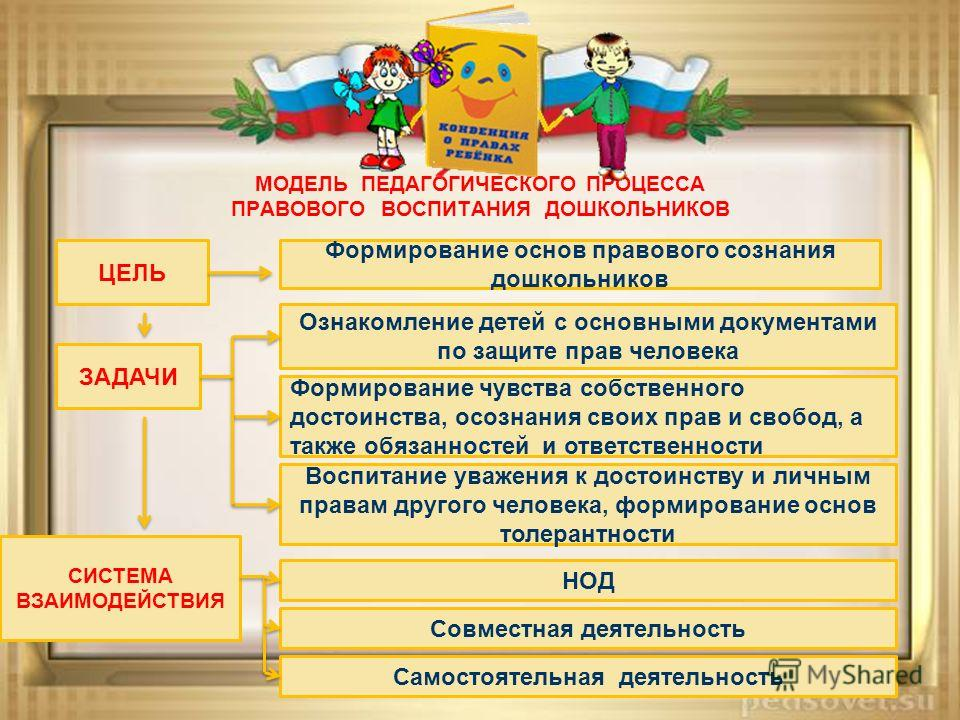 КОНВЕНЦИЯ
О ПРАВАХ
РЕБЁНКА
МОДЕЛЬ ПЕДАГОГИЧЕСКОГО ПРОЦЕССА
ПРАВОВОГО ВОСПИТАНИЯ ДОШКОЛЬНИКОВ
ЦЕЛЬ
Формирование основ правового сознания
дошкольников
ЗАДАЧИ
Ознакомление детей с основными документами
по защите прав человека
Формирование чувства собственного
достоинства, осознания своих прав и свобод, а
также обязанностей и ответственности
Воспитание уважения к достоинству и личным
правам другого человека, формирование основ
толерантности
СИСТЕМА
ВЗАИМОДЕЙСТВИЯ
НОД
Совместная деятельность
Самостоятельная деятельность
MyShared
pedsovet.su